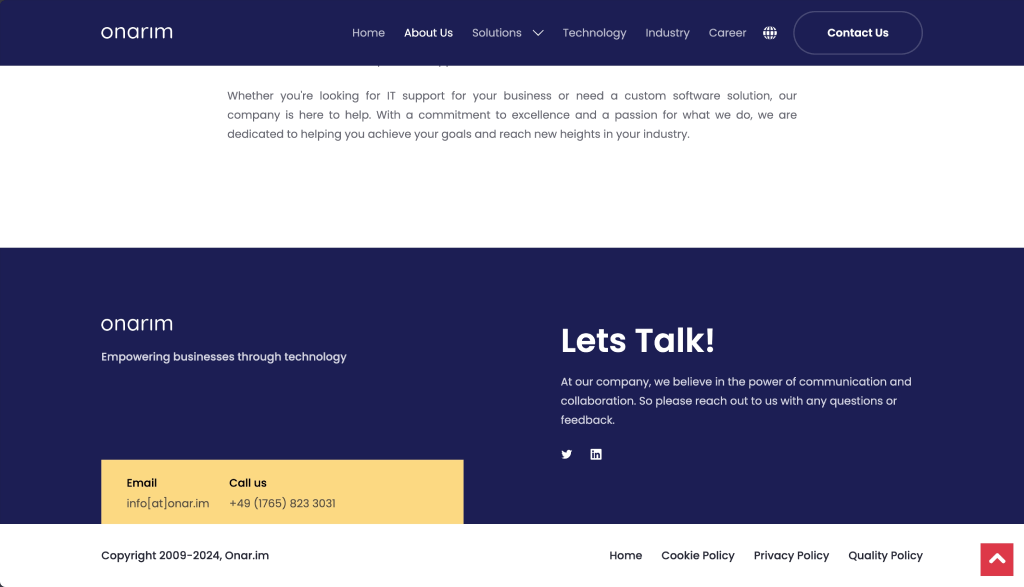 onarım
Home
About Us
Solutions
Technology
Industry
Career
Contact Us
Whether you're looking for IT support for your business or need a custom software solution, our
company is here to help. With a commitment to excellence and a passion for what we do, we are
dedicated to helping you achieve your goals and reach new heights in your industry.
onarım
Empowering businesses through technology
Lets Talk!
At our company, we believe in the power of communication and
collaboration. So please reach out to us with any questions or
feedback.
Email
info[at]onar.im
Call us
+49 (1765) 823 3031
Copyright 2009-2024, Onar.im
Home
Cookie Policy
Privacy Policy
Quality Policy